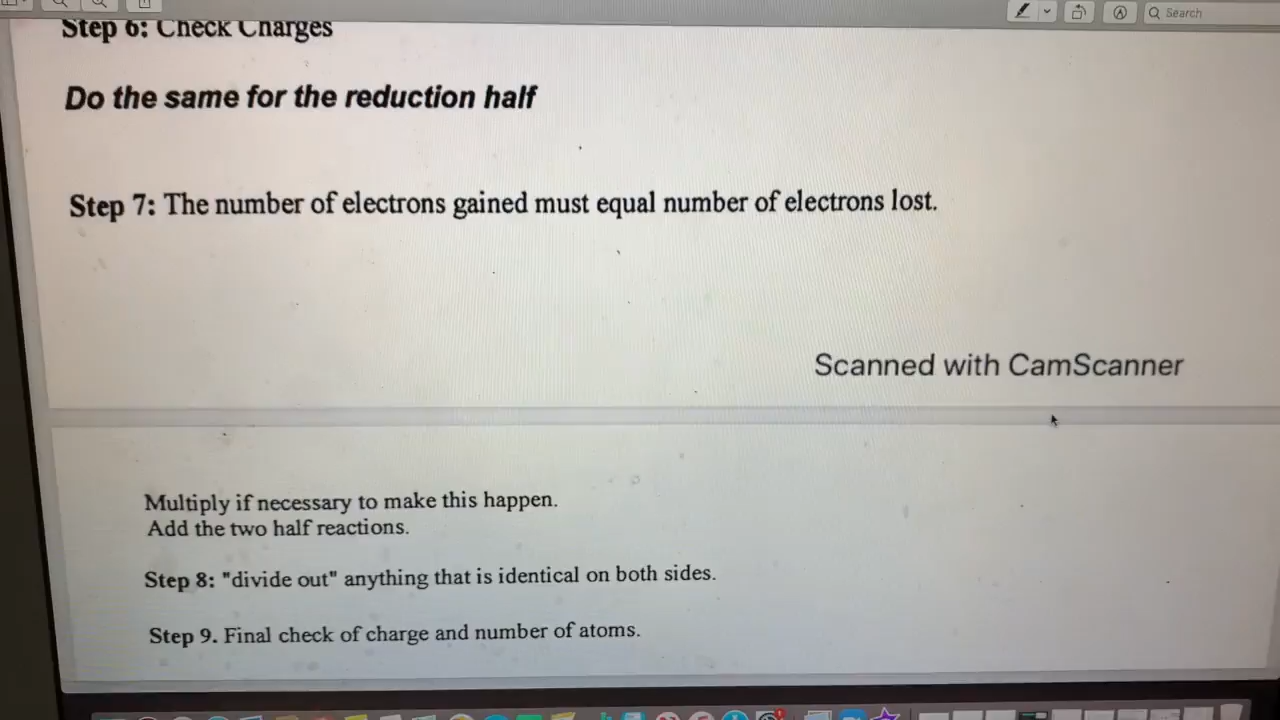 Search
Step 6: Check Charges
Do the same for the reduction half
Step 7: The number of electrons gained must equal number of electrons lost.
Scanned with CamScanner
Multiply if necessary to make this happen.
Add the two half reactions.
Step 8: "divide out" anything that is identical on both sides.
Step 9. Final check of charge and number of atoms.